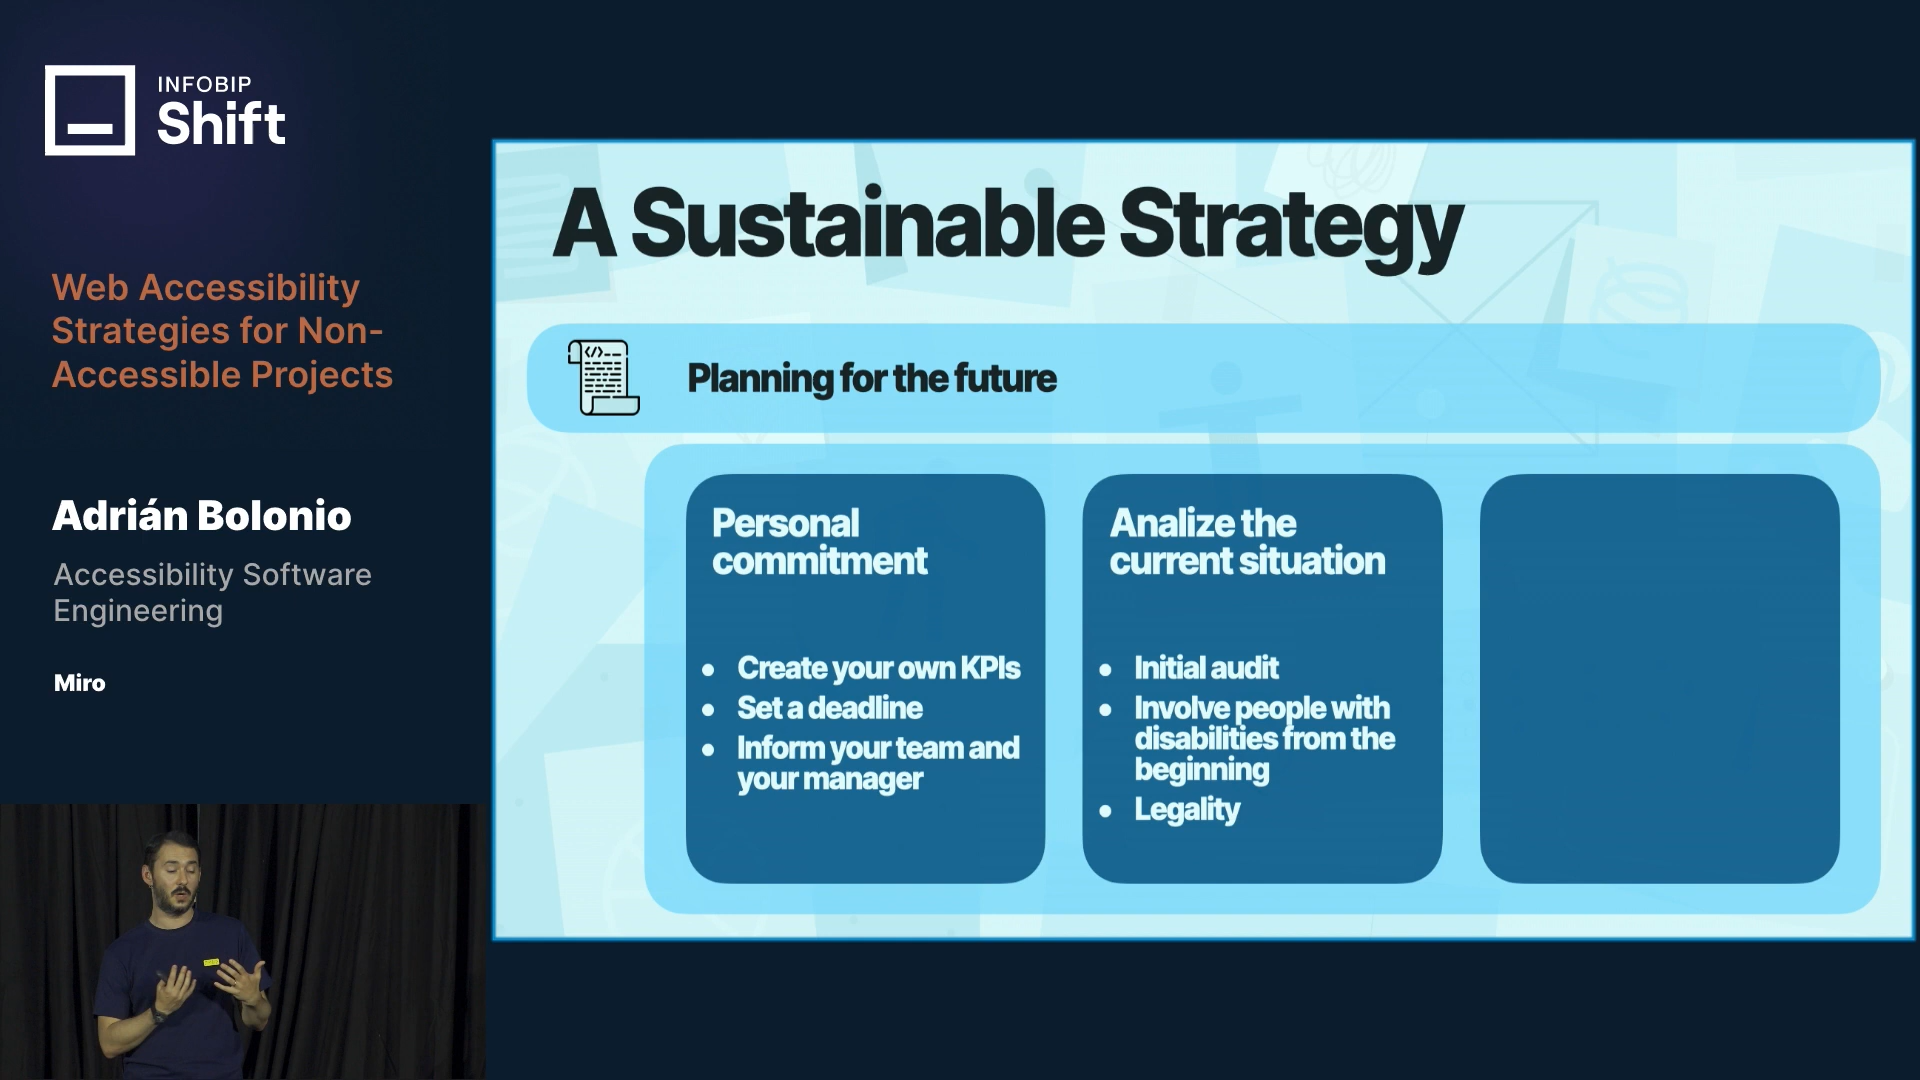 INFOBIP
Shift
Web Accessibility
Strategies for Non-
Accessible Projects
Adrián Bolonio
Accessibility Software
Engineering
Miro
A Sustainable Strategy
</>
Planning for the future
Personal
commitment
• Create your own KPIs
• Set a deadline
• Inform your team and
your manager
Analize the
current situation
• Initial audit
• Involve people with
disabilities from the
beginning
• Legality